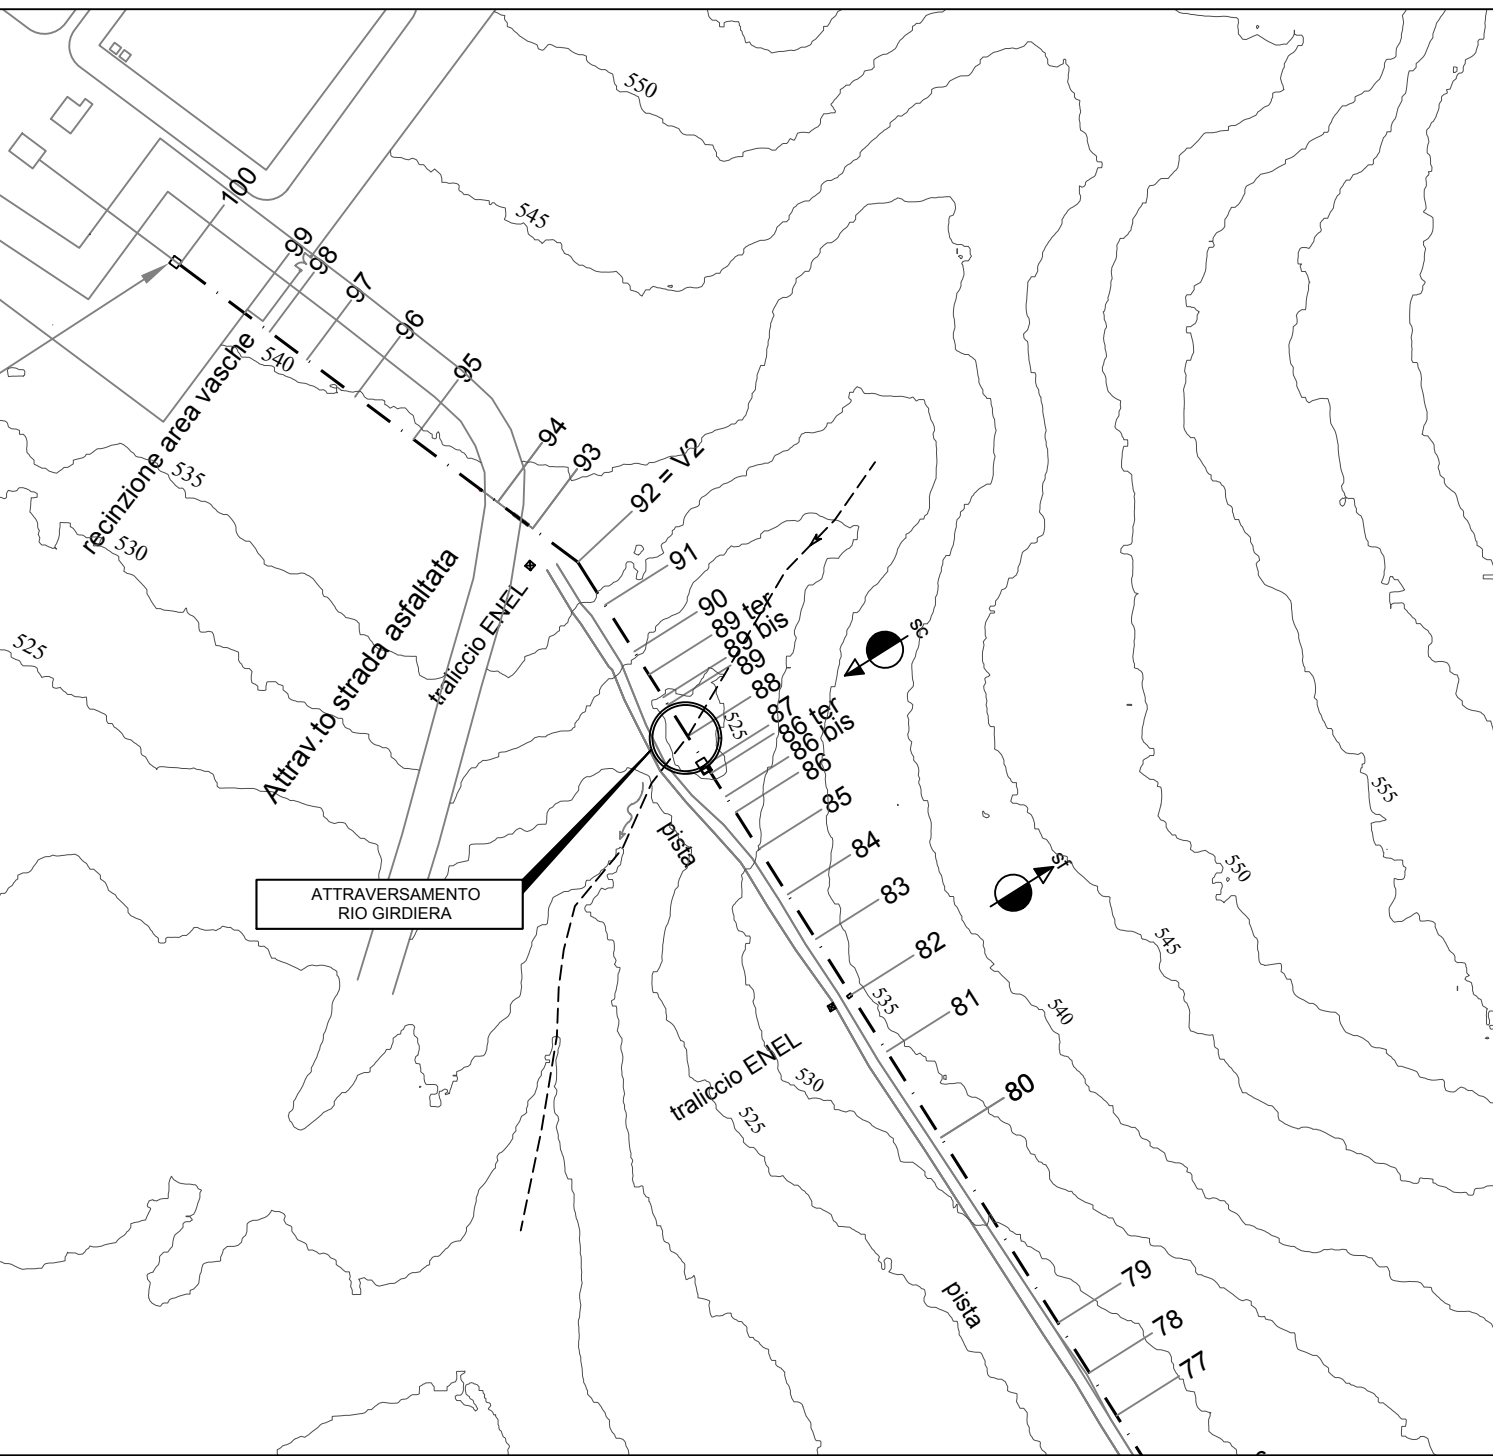 550
545
100
99
98
97
96
95
94
93
92 = V2
91
90
89 ter
89 bis
89
88
87
86 ter
86 bis
86
85
84
83
82
81
80
79
78
77
540
535
530
525
recinzione area vasche
Attrav.to strada asfaltata
traliccio ENEL
525
sc
sf
pista
ATTRAVERSAMENTO
RIO GIRDIERA
555
550
545
540
535
530
525
traliccio ENEL
pista